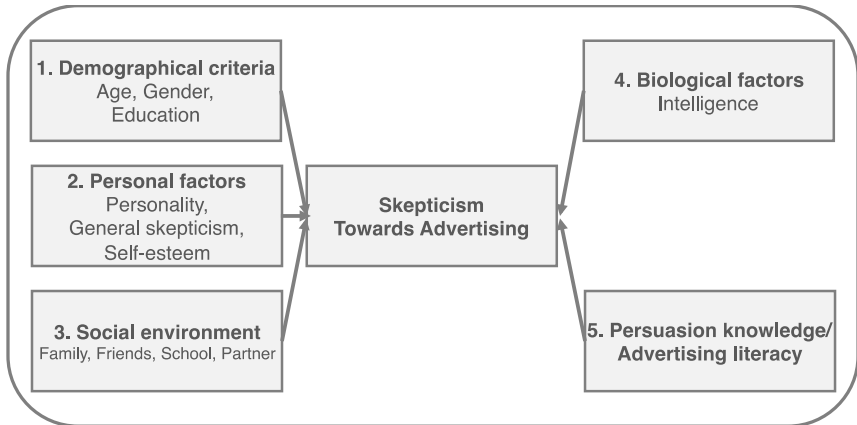 1. Demographical criteria
Age, Gender,
Education
2. Personal factors
Personality,
General skepticism,
Self-esteem
3. Social environment
Family, Friends, School, Partner
Skepticism
Towards Advertising
4. Biological factors
Intelligence
5. Persuasion knowledge/
Advertising literacy